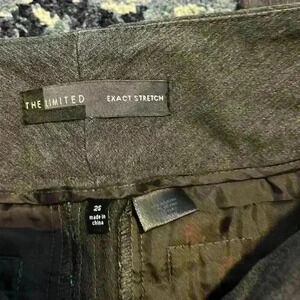 THE LIMITED EXACT STRETCH
2S
made in
china